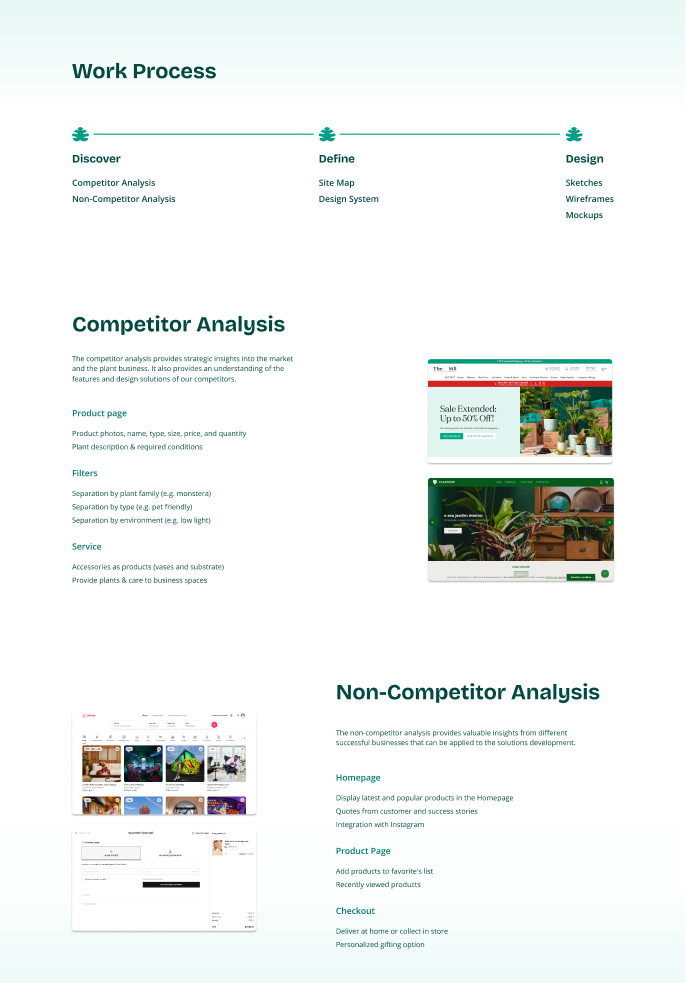 Work Process
Discover
Competitor Analysis
Non-Competitor Analysis
Define
Site Map
Design System
Design
Sketches
Wireframes
Mockups
Competitor Analysis
The competitor analysis provides strategic insights into the market
and the plant business. It also provides an understanding of the
features and design solutions of our competitors.
Product page
Product photos, name, type, size, price, and quantity
Plant description & required conditions
Filters
Separation by plant family (e.g. monstera)
Separation by type (e.g. pet friendly)
Separation by environment (e.g. low light)
Service
Accessories as products (vases and substrate)
Provide plants & care to business spaces
The Sill
Sale Extended:
Up to 50% Off!
o seu jardim interior
Non-Competitor Analysis
The non-competitor analysis provides valuable insights from different
successful businesses that can be applied to the solutions development.
Homepage
Display latest and popular products in the Homepage
Quotes from customer and success stories
Integration with Instagram
Product Page
Add products to favorite's list
Recently viewed products
Checkout
Deliver at home or collect in store
Personalized gifting option